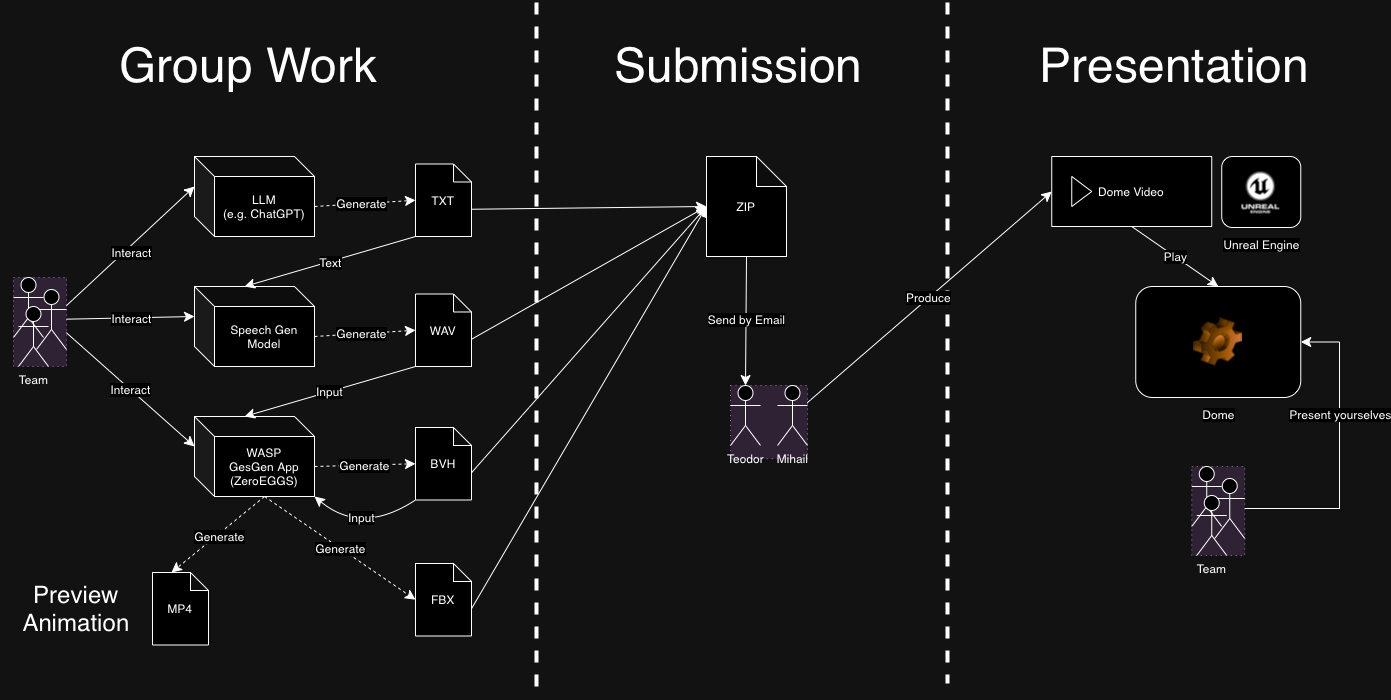 Group Work
Submission
Presentation
LLM
(e.g. ChatGPT)
Generate
TXT
Interact
Text
Interact
Speech Gen
Model
Generate
WAV
Team
Interact
Input
WASP
GesGen App
(ZeroEGGS)
Generate
BVH
Input
Generate
Generate
Preview
Animation
MP4
FBX
ZIP
Send by Email
Teodor
Mihail
Produce
Dome Video
UNREAL
ENGINE
Unreal Engine
Play
Dome
Present yourselves
Team